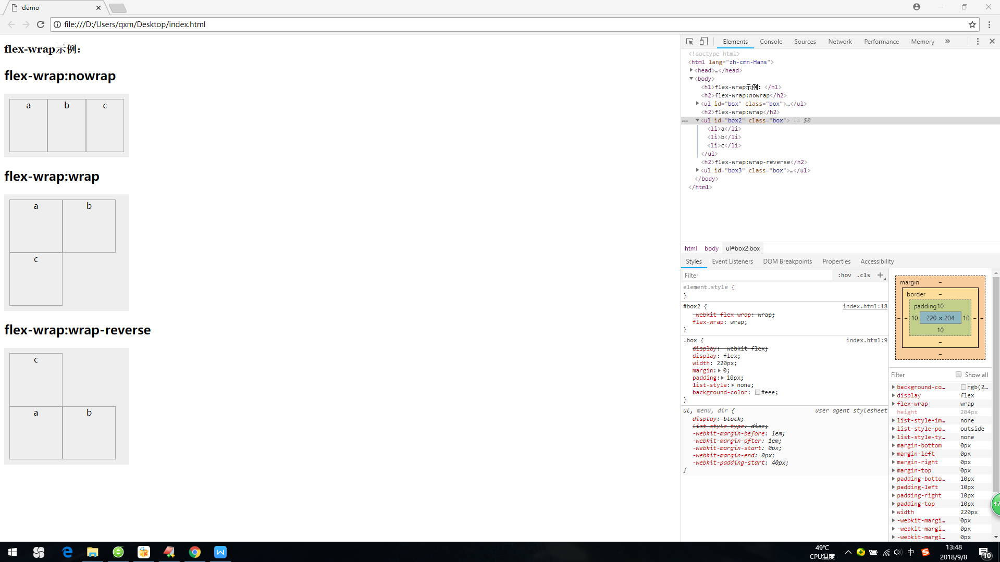 demo
file:///D:/Users/qxm/Desktop/index.html
flex-wrap示例：
flex-wrap:nowrap
a b c
flex-wrap:wrap
a b
c
flex-wrap:wrap-reverse
c
a b
Elements Console Sources Network Performance Memory »
<!doctype html>
<html lang="zh-cmn-Hans">
<head>…</head>
<body>
<h1>flex-wrap示例：</h1>
<h2>flex-wrap:nowrap</h2>
<ul id="box" class="box">…</ul>
<h2>flex-wrap:wrap</h2>
… <ul id="box2" class="box"> == $0
<li>a</li>
<li>b</li>
<li>c</li>
</ul>
<h2>flex-wrap:wrap-reverse</h2>
<ul id="box3" class="box">…</ul>
</body>
</html>
html body ul#box2.box
Styles Event Listeners DOM Breakpoints Properties Accessibility
Filter :hov .cls +
element.style {
}
#box2 { index.html:18
-webkit-flex-wrap: wrap;
flex-wrap: wrap;
}
.box { index.html:9
display: -webkit-flex;
display: flex;
width: 220px;
margin: 0;
padding: 10px;
list-style: none;
background-color: #eee;
}
ul, menu, dir { user agent stylesheet
display: block;
list-style-type: disc;
-webkit-margin-before: 1em;
-webkit-margin-after: 1em;
-webkit-margin-start: 0px;
-webkit-margin-end: 0px;
-webkit-padding-start: 40px;
}
margin –
border –
padding 10
– – 10 220 × 204 10 – –
10
–
–
Filter Show all
background-co… rgb(2…
display flex
flex-wrap wrap
height 204px
list-style-im… none
list-style-po… outside
list-style-ty… none
margin-bottom 0px
margin-left 0px
margin-right 0px
margin-top 0px
padding-botto… 10px
padding-left 10px
padding-right 10px
padding-top 10px
width 220px
-webkit-margi… 0px
-webkit-margi… 0px
-webkit-margi… 0px
47
49℃
CPU温度
中
13:48
2018/9/8
10